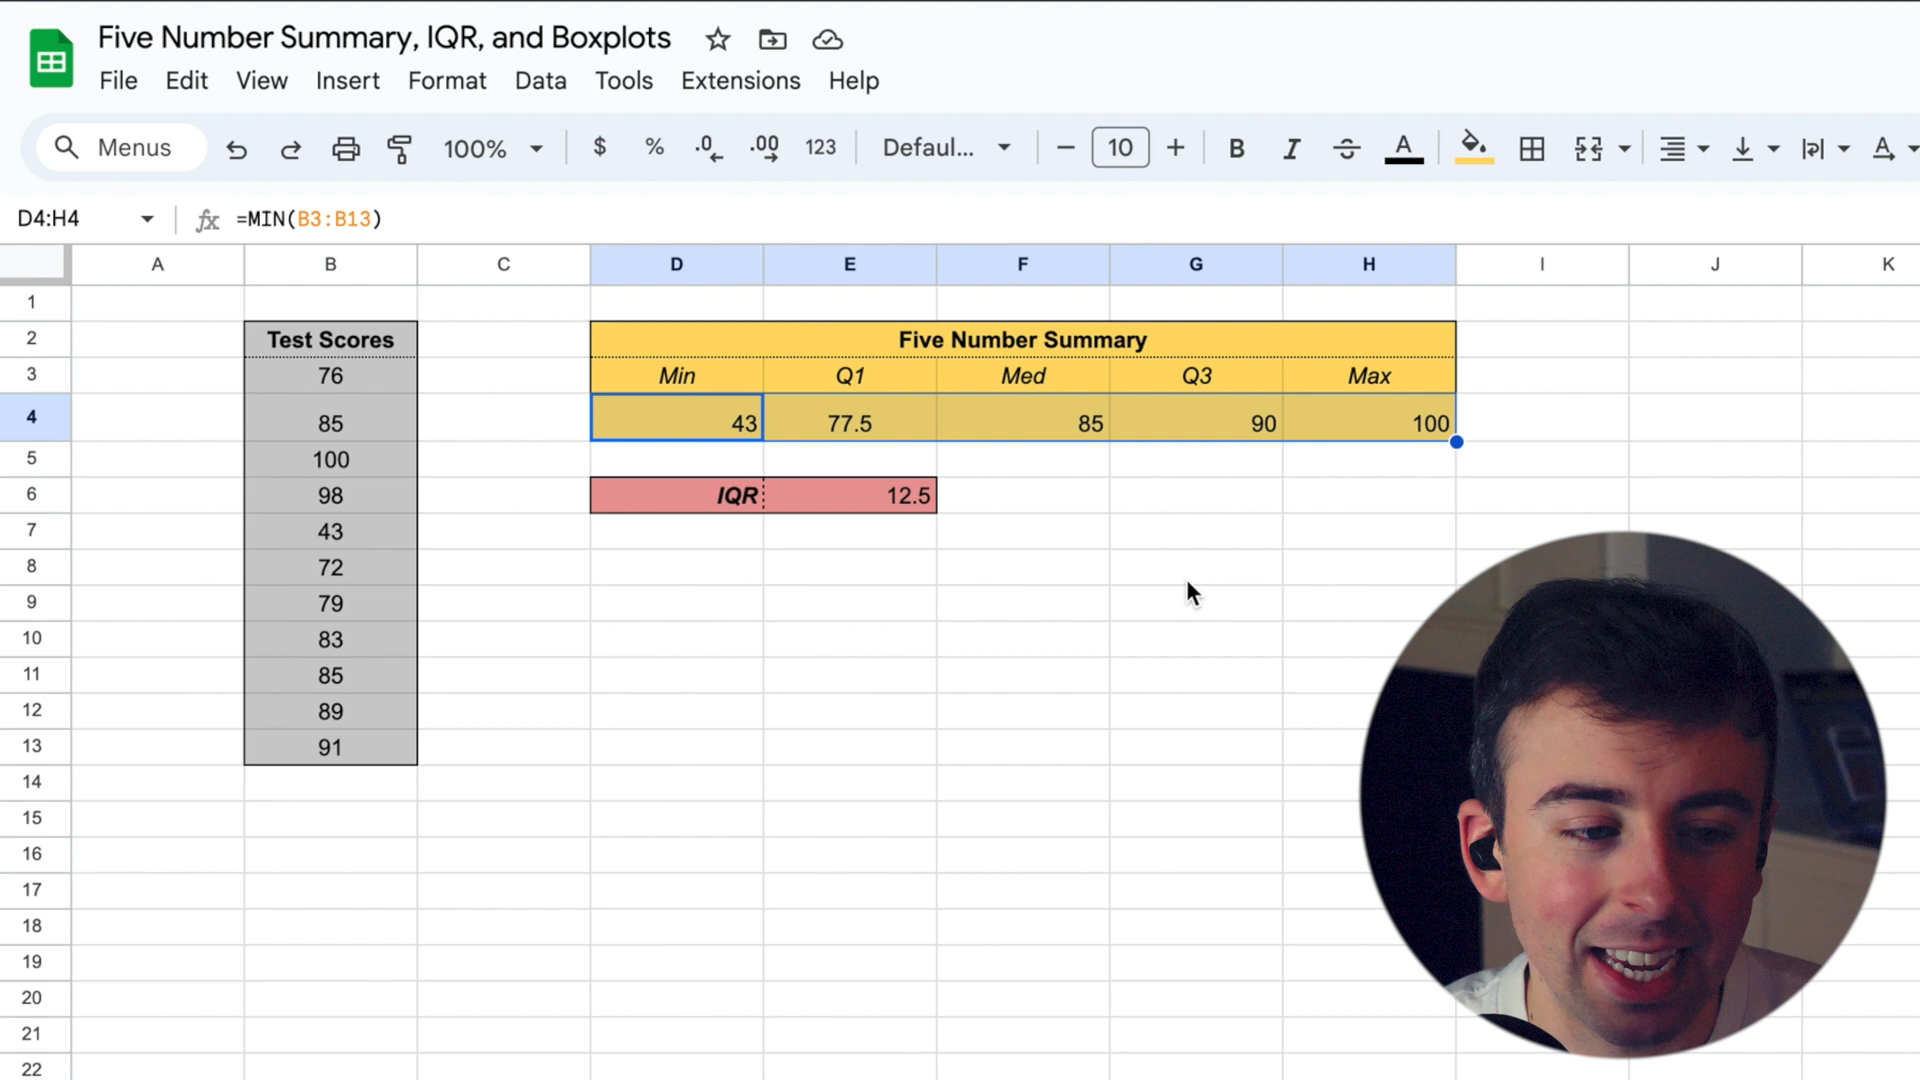 Five Number Summary, IQR, and Boxplots
File Edit View Insert Format Data Tools Extensions Help
Menus 100% $ % .0 .00 123 Defaul... 10 B I A A
D4:H4 fx =MIN(B3:B13)
A B C D E F G H I J K
1
2 Test Scores Five Number Summary
3 76 Min Q1 Med Q3 Max
4 85 43 77.5 85 90 100
5 100
6 98 IQR 12.5
7 43
8 72
9 79
10 83
11 85
12 89
13 91
14
15
16
17
18
19
20
21
22